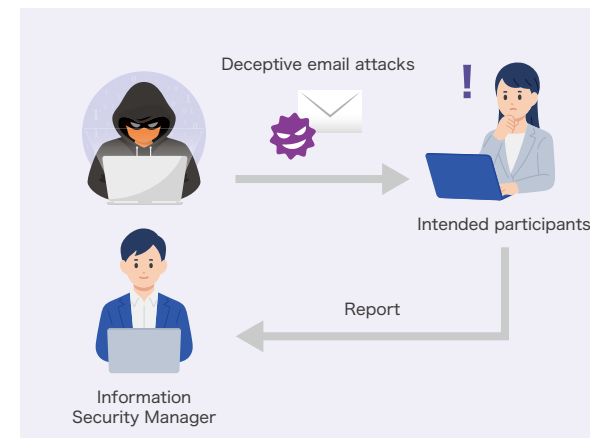 Deceptive email attacks
!
Intended participants
Report
Information
Security Manager